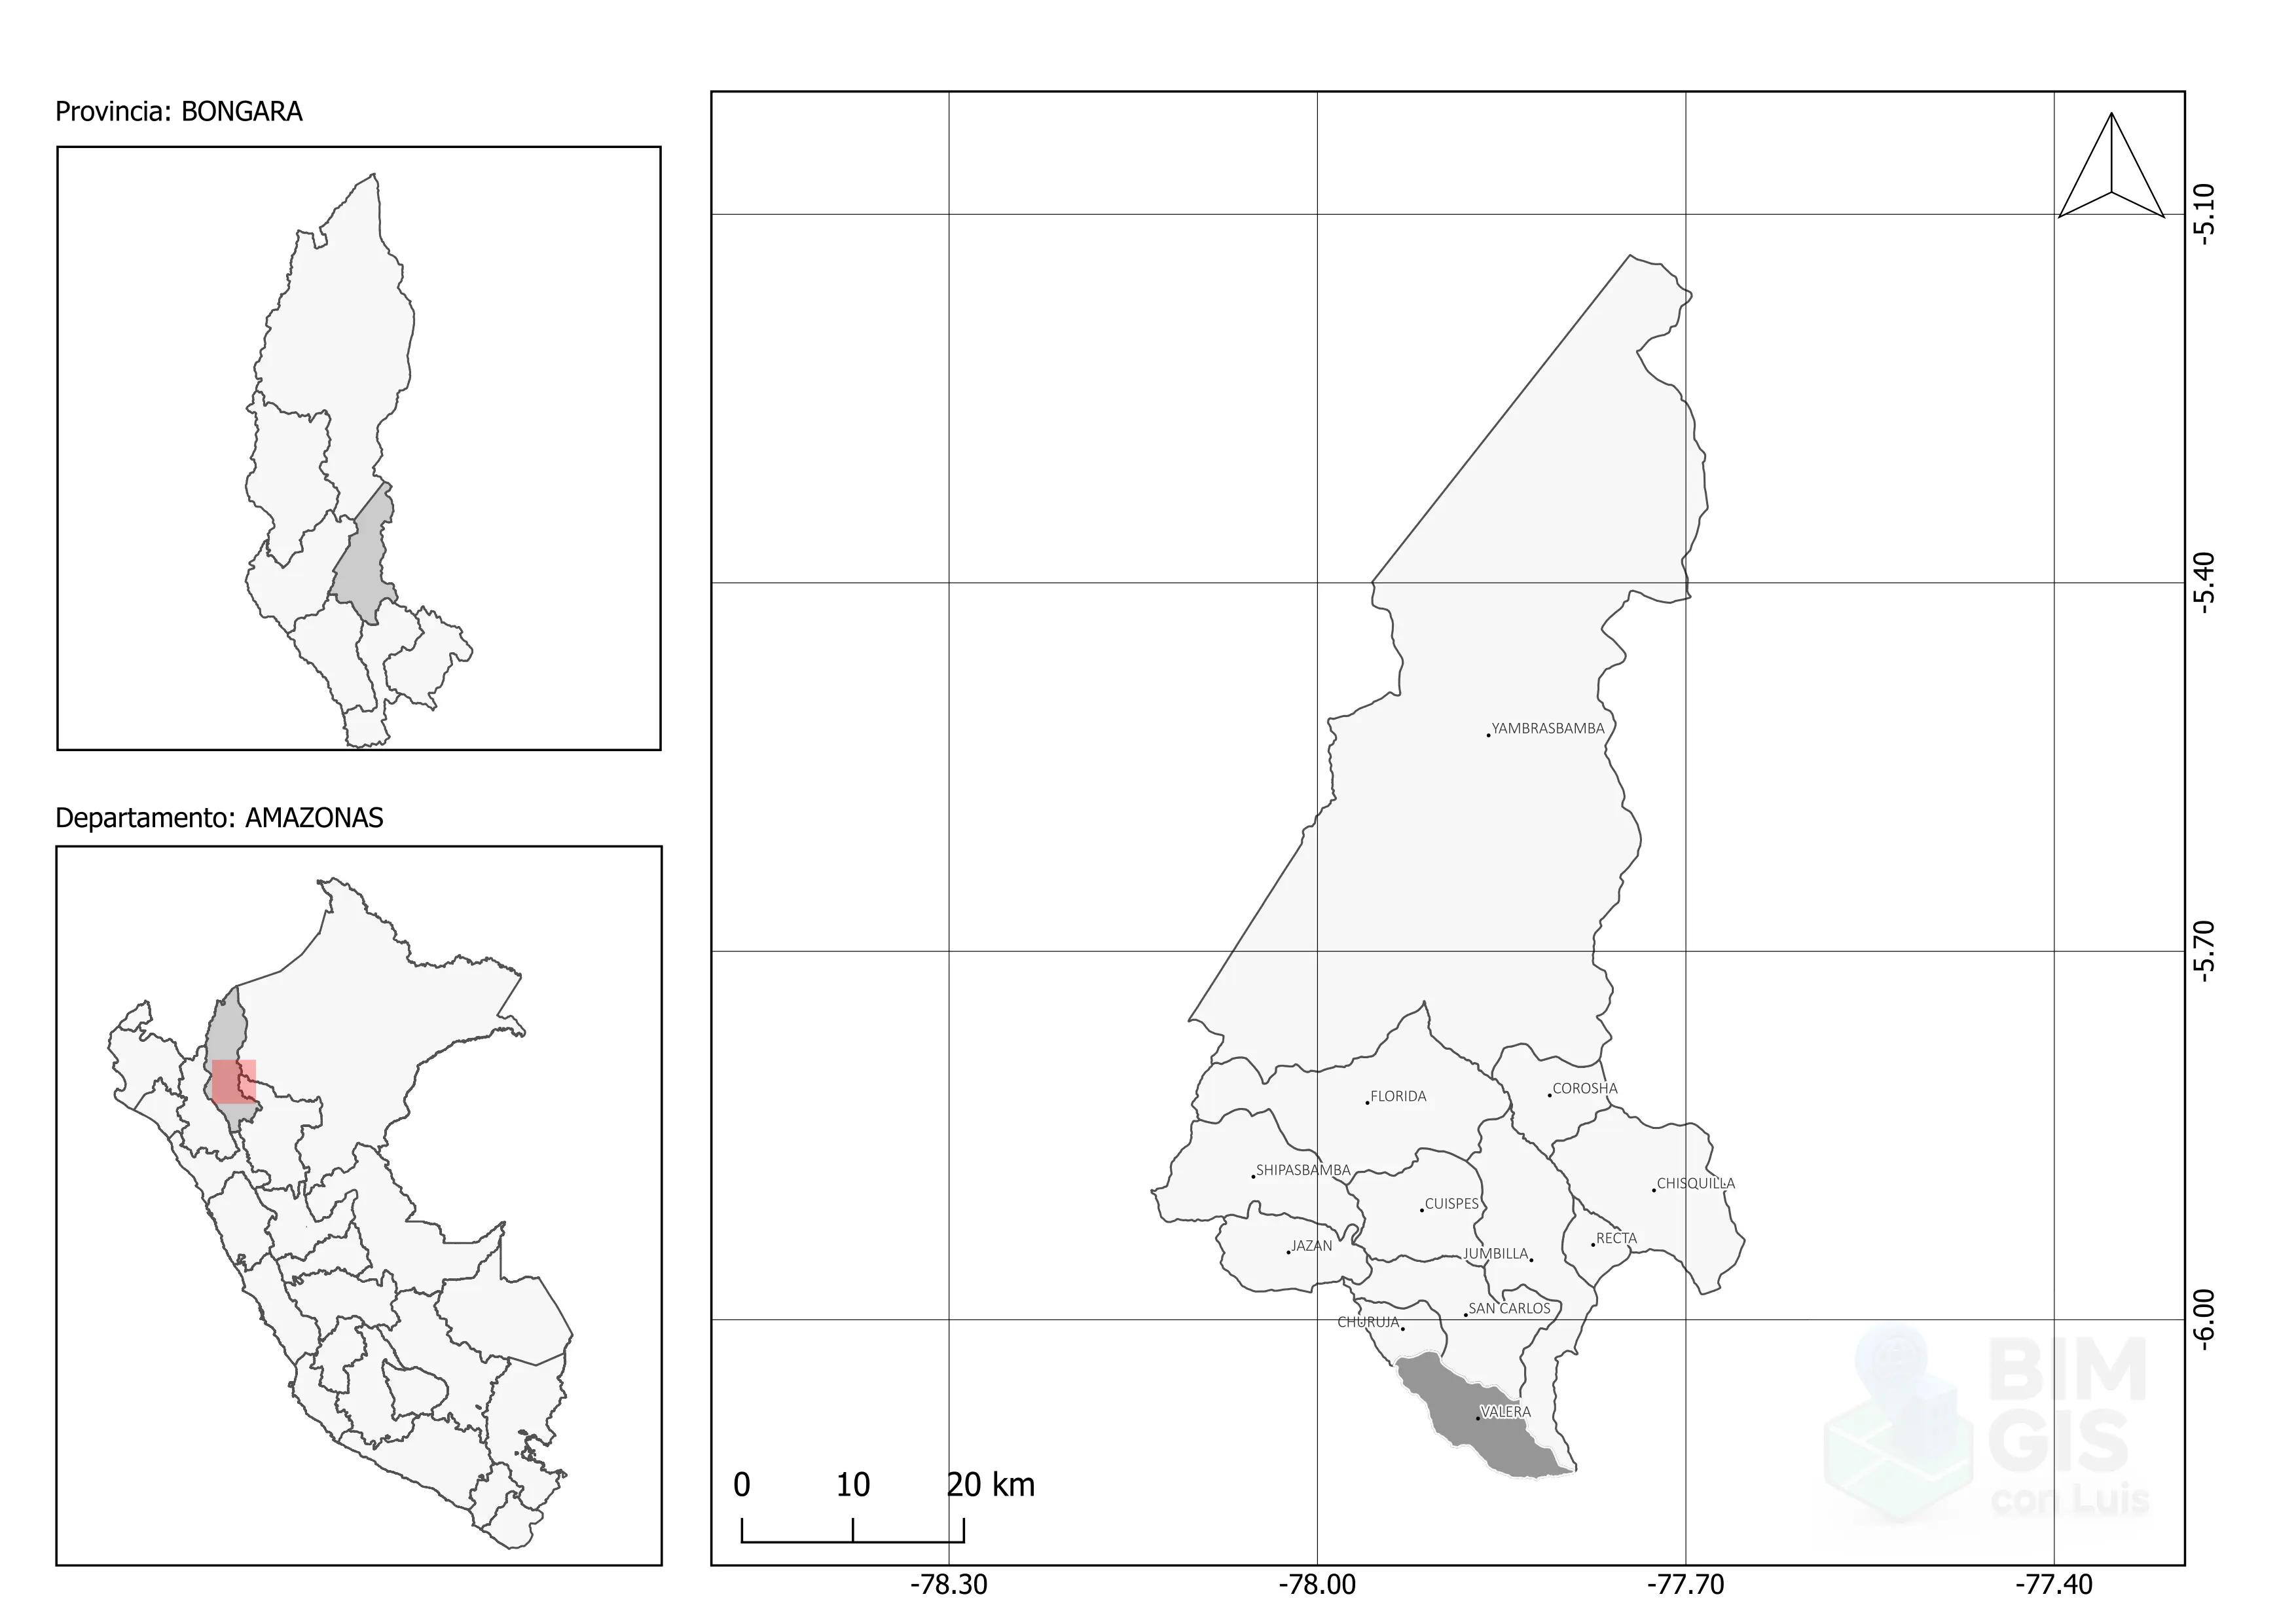 Provincia: BONGARA
Departamento: AMAZONAS
-5.10
-5.40
YAMBRASBAMBA
-5.70
COROSHA
FLORIDA
SHIPASBAMBA
CHISQUILLA
CUISPES
RECTA
JAZAN
JUMBILLA
SAN CARLOS
CHURUJA
-6.00
VALERA
BIM
GIS
con Luis
0 10 20 km
-78.30 -78.00 -77.70 -77.40